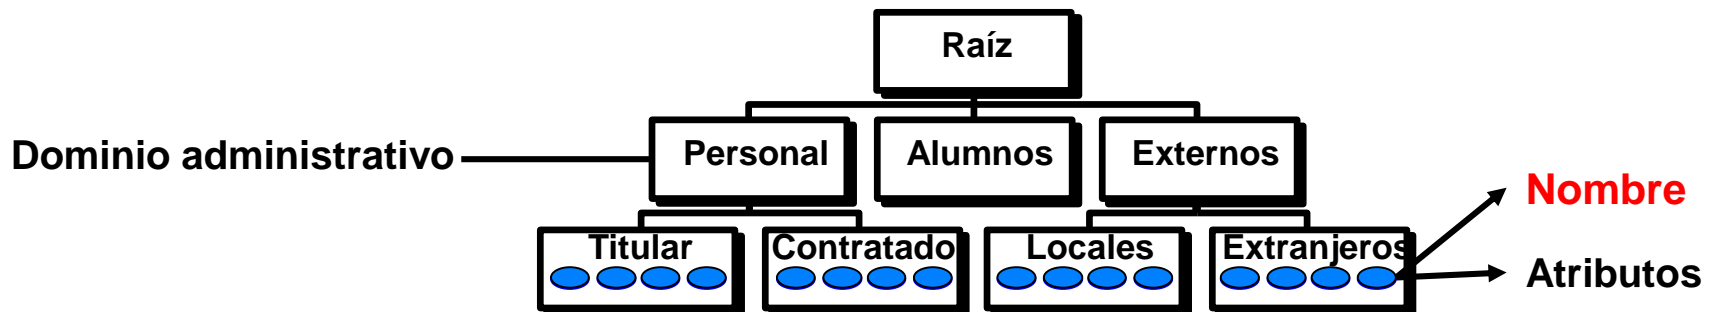 Raíz
Dominio administrativo
Personal
Alumnos
Externos
Nombre
Titular
Contratado
Locales
Extranjeros
Atributos